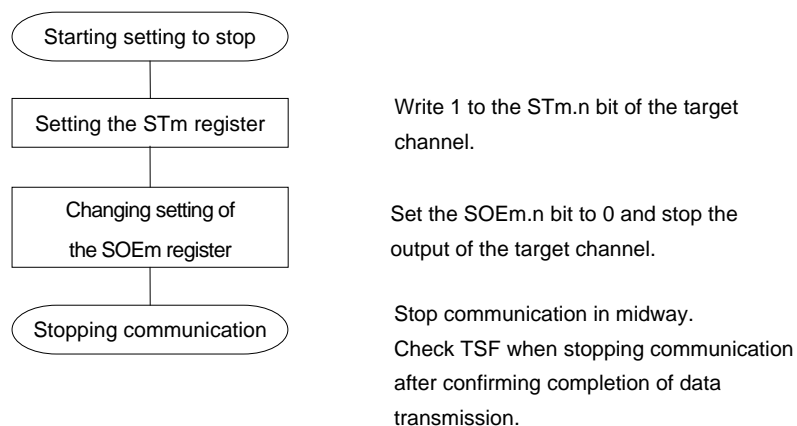 Starting setting to stop
Setting the STm register
Write 1 to the STm.n bit of the target
channel.
Changing setting of
the SOEm register
Set the SOEm.n bit to 0 and stop the
output of the target channel.
Stopping communication
Stop communication in midway.
Check TSF when stopping communication
after confirming completion of data
transmission.